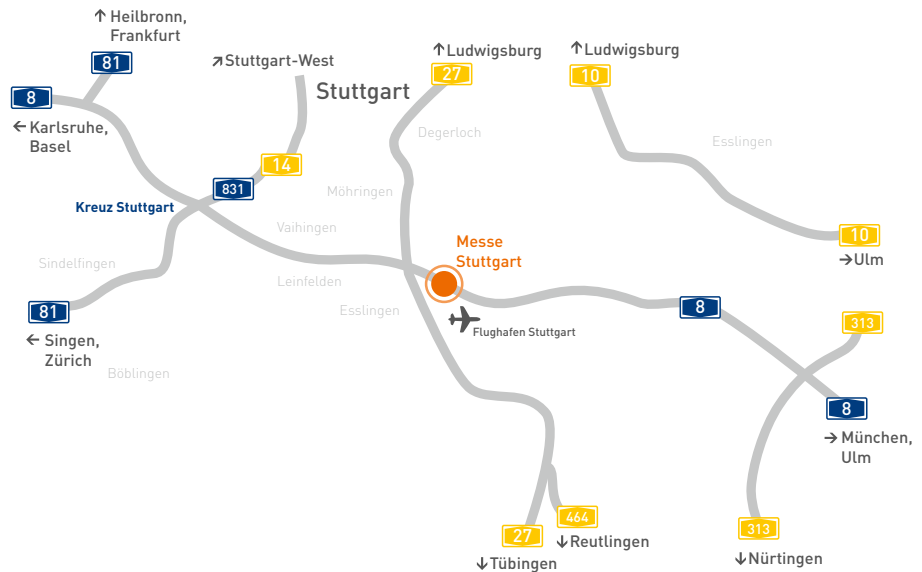 ↑ Heilbronn,
Frankfurt
81
8
← Karlsruhe,
Basel
↗Stuttgart-West
Stuttgart
14
831
Kreuz Stuttgart
Sindelfingen
81
← Singen,
Zürich
Böblingen
↑Ludwigsburg
27
Degerloch
Möhringen
Vaihingen
Leinfelden
Esslingen
Messe
Stuttgart
Flughafen Stuttgart
↑Ludwigsburg
10
Esslingen
10
→Ulm
8
313
8
→ München,
Ulm
464
↓Reutlingen
27
↓Tübingen
313
↓Nürtingen